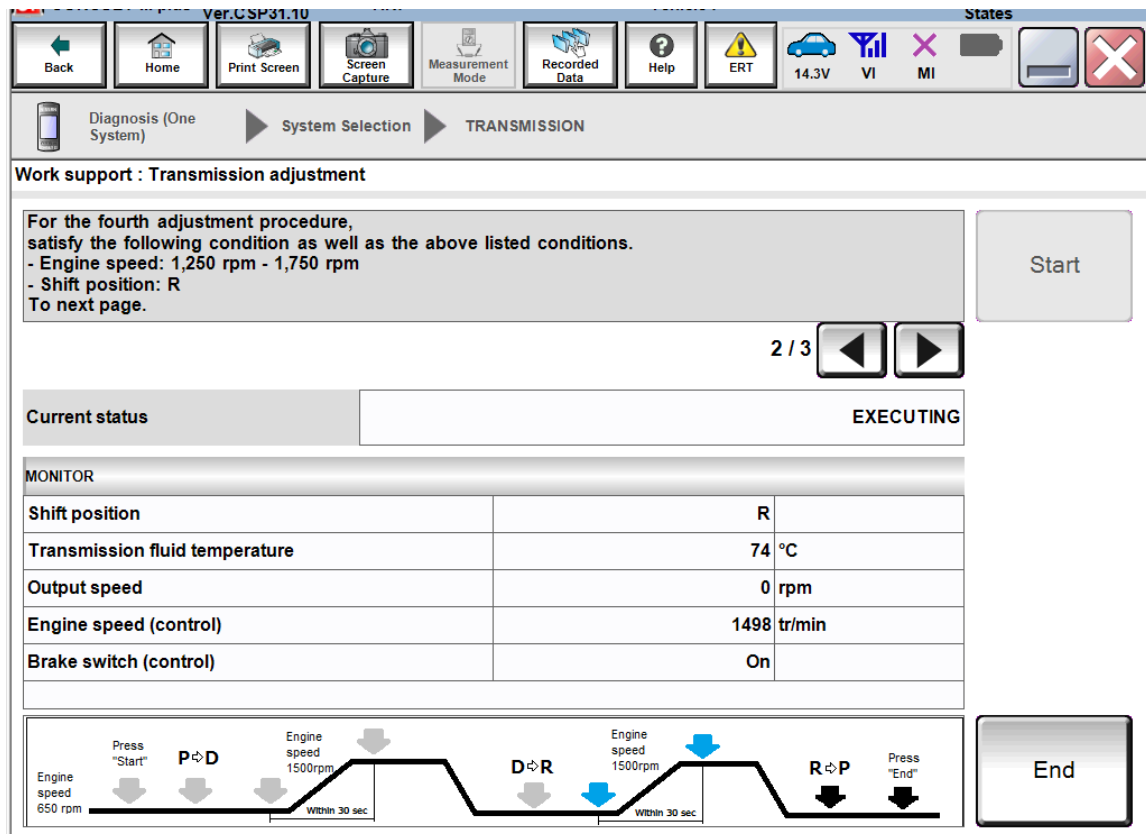 Ver.CSP31.10
States
Back
Home
Print Screen
Screen
Capture
Measurement
Mode
Recorded
Data
Help
ERT
14.3V
VI
MI
Diagnosis (One
System)
System Selection
TRANSMISSION
Work support : Transmission adjustment
For the fourth adjustment procedure,
satisfy the following condition as well as the above listed conditions.
- Engine speed: 1,250 rpm - 1,750 rpm
- Shift position: R
To next page.
Start
2 / 3
Current status
EXECUTING
MONITOR
Shift position R
Transmission fluid temperature 74 °C
Output speed 0 rpm
Engine speed (control) 1498 tr/min
Brake switch (control) On
Engine
speed
650 rpm
Press
"Start"
P⇨D
Engine
speed
1500rpm
Within 30 sec
D⇨R
Engine
speed
1500rpm
Within 30 sec
R⇨P
Press
"End"
End